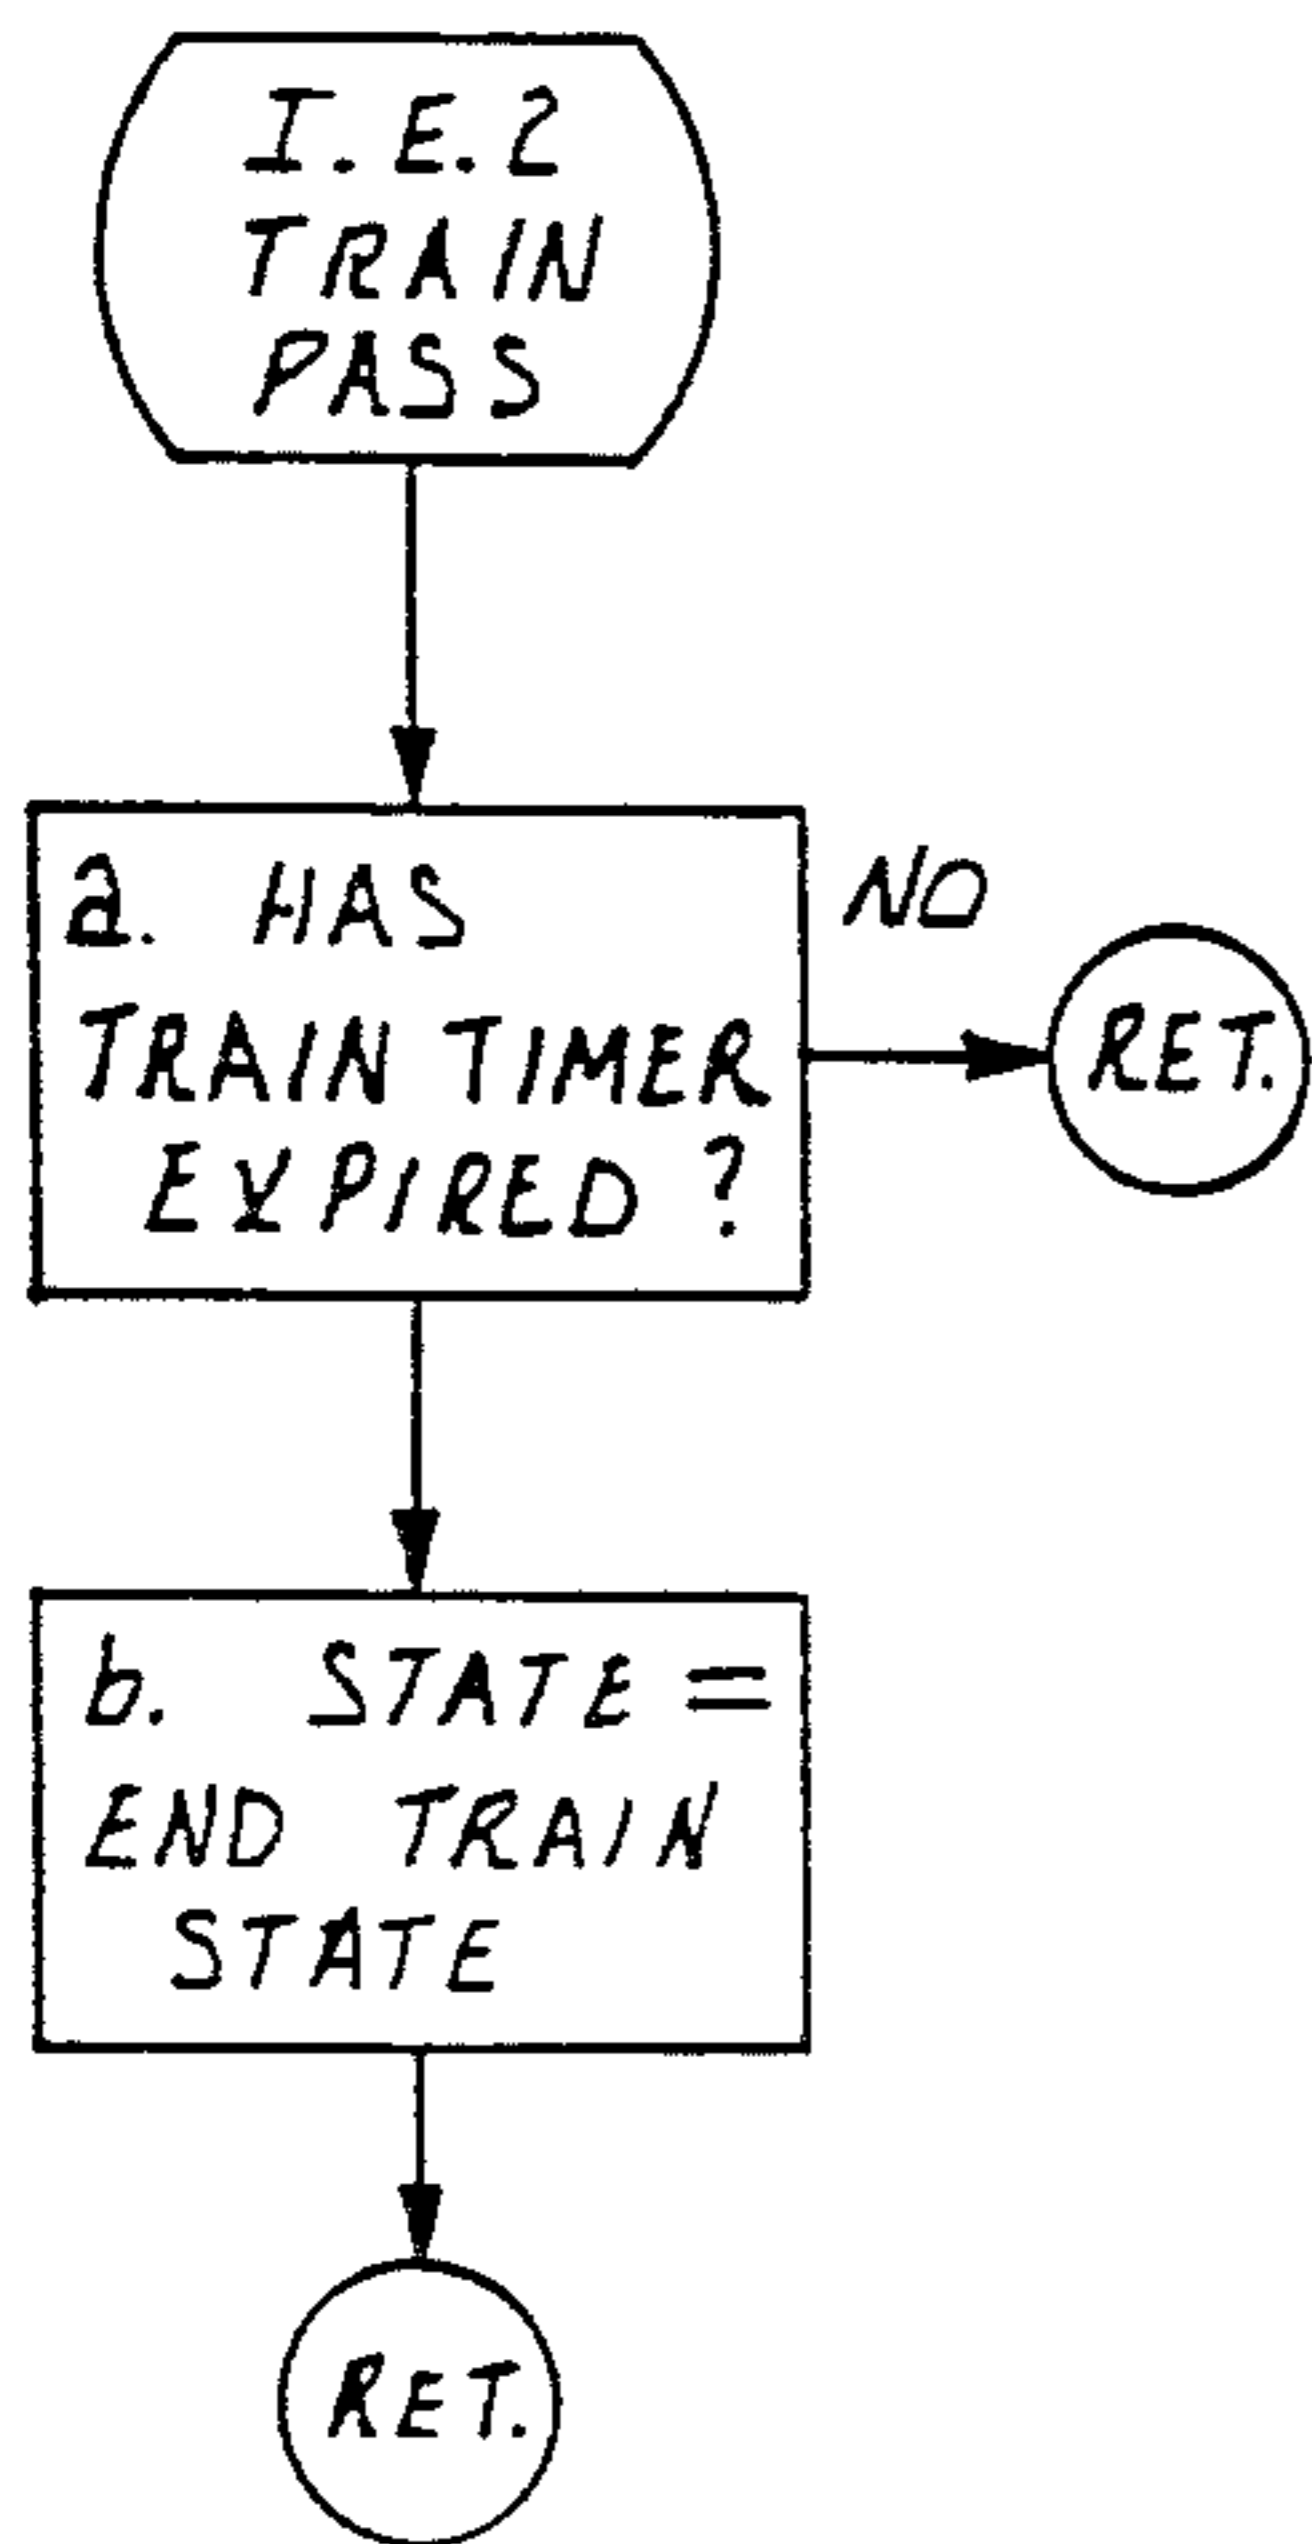 I.E.2
TRAIN
PASS
a. HAS
TRAIN TIMER
EXPIRED?
NO
RET.
b. STATE =
END TRAIN
STATE
RET.